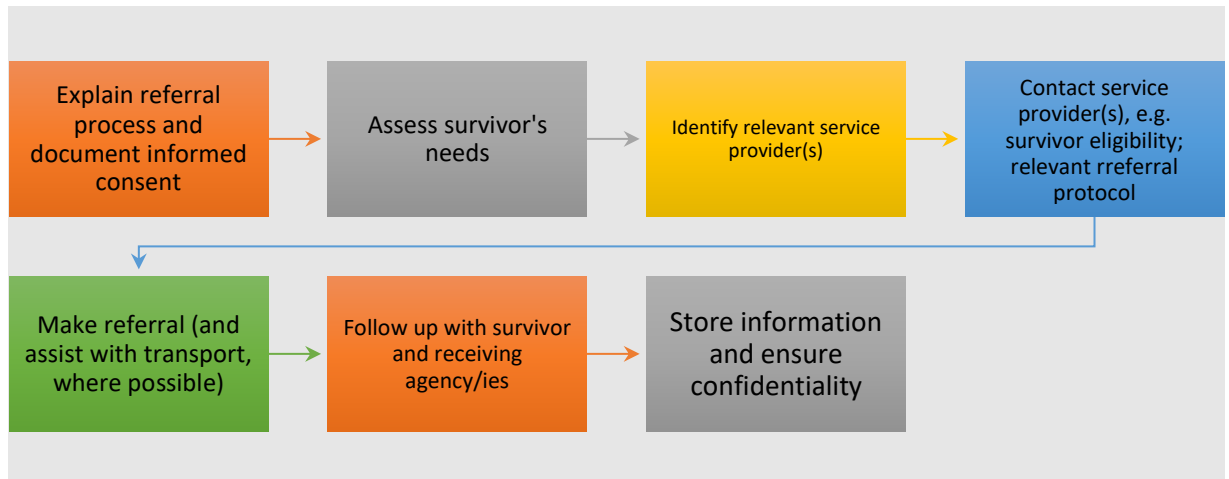 Explain referral
process and
document informed
consent
Assess survivor's
needs
Identify relevant service
provider(s)
Contact service
provider(s), e.g.
survivor eligibility;
relevant rreferral
protocol
Make referral (and
assist with transport,
where possible)
Follow up with survivor
and receiving
agency/ies
Store information
and ensure
confidentiality